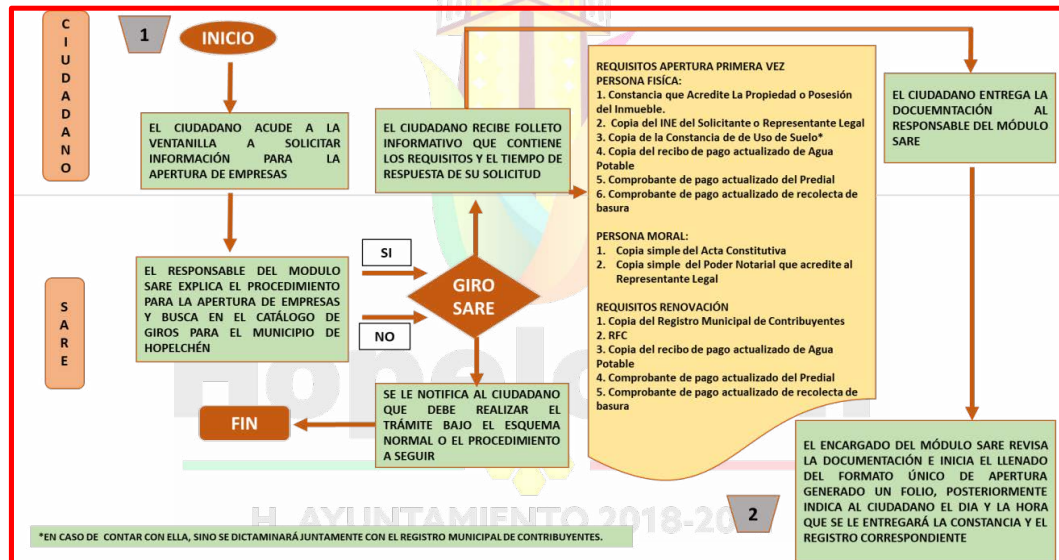 C
I
U
D
A
D
A
N
O
1
INICIO
EL CIUDADANO ACUDE A LA
VENTANILLA A SOLICITAR
INFORMACIÓN PARA LA
APERTURA DE EMPRESAS
EL CIUDADANO RECIBE FOLLETO
INFORMATIVO QUE CONTIENE
LOS REQUISITOS Y EL TIEMPO DE
RESPUESTA DE SU SOLICITUD
REQUISITOS APERTURA PRIMERA VEZ
PERSONA FISÍCA:
1. Constancia que Acredite La Propiedad o Posesión
del Inmueble.
2. Copia del INE del Solicitante o Representante Legal
3. Copia de la Constancia de de Uso de Suelo*
4. Copia del recibo de pago actualizado de Agua
Potable
5. Comprobante de pago actualizado del Predial
6. Comprobante de pago actualizado de recolecta de
basura
PERSONA MORAL:
1. Copia simple del Acta Constitutiva
2. Copia simple del Poder Notarial que acredite al
Representante Legal
REQUISITOS RENOVACIÓN
1. Copia del Registro Municipal de Contribuyentes
2. RFC
3. Copia del recibo de pago actualizado de Agua
Potable
4. Comprobante de pago actualizado del Predial
5. Comprobante de pago actualizado de recolecta de
basura
EL CIUDADANO ENTREGA LA
DOCUEMNTACIÓN AL
RESPONSABLE DEL MÓDULO
SARE
S
A
R
E
EL RESPONSABLE DEL MODULO
SARE EXPLICA EL PROCEDIMIENTO
PARA LA APERTURA DE EMPRESAS
Y BUSCA EN EL CATÁLOGO DE
GIROS PARA EL MUNICIPIO DE
HOPELCHÉN
SI
NO
GIRO
SARE
SE LE NOTIFICA AL CIUDADANO
QUE DEBE REALIZAR EL
TRÁMITE BAJO EL ESQUEMA
NORMAL O EL PROCEDIMIENTO
A SEGUIR
FIN
EL ENCARGADO DEL MÓDULO SARE REVISA
LA DOCUMENTACIÓN E INICIA EL LLENADO
DEL FORMATO ÚNICO DE APERTURA
GENERADO UN FOLIO, POSTERIORMENTE
INDICA AL CIUDADANO EL DIA Y LA HORA
QUE SE LE ENTREGARÁ LA CONSTANCIA Y EL
REGISTRO CORRESPONDIENTE
2
H. AYUNTAMIENTO 2018-20
*EN CASO DE CONTAR CON ELLA, SINO SE DICTAMINARÁ JUNTAMENTE CON EL REGISTRO MUNICIPAL DE CONTRIBUYENTES.